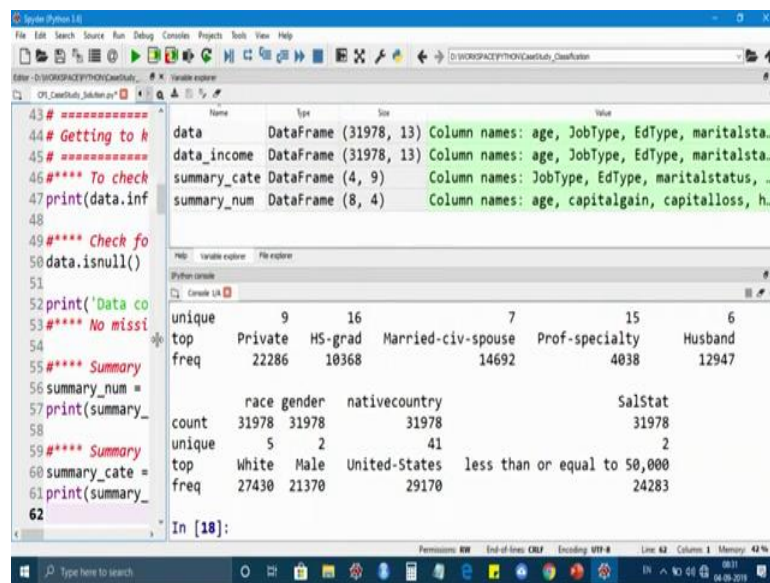 Spyder (Python 3.6)
File Edit Search Source Run Debug Consoles Projects Tools View Help
D:\WORKSPACE\PYTHON\CaseStudy_Classification
Editor - D:\WORKSPACE\PYTHON\CaseStudy_
Variable explorer
CPI_CaseStudy_Solution.py*
Name Type Size Value
43 # ============
44 # Getting to k
45 # ============
46 #**** To check
47 print(data.inf
48
49 #**** Check fo
50 data.isnull()
51
52 print('Data co
53 #**** No missi
54
55 #**** Summary
56 summary_num =
57 print(summary_
58
59 #**** Summary
60 summary_cate =
61 print(summary_
62
data DataFrame (31978, 13) Column names: age, JobType, EdType, maritalsta..
data_income DataFrame (31978, 13) Column names: age, JobType, EdType, maritalsta..
summary_cate DataFrame (4, 9) Column names: JobType, EdType, maritalstatus, ..
summary_num DataFrame (8, 4) Column names: age, capitalgain, capitalloss, h..
Help Variable explorer File explorer
IPython console
Console 1/A
unique 9 16 7 15 6
top Private HS-grad Married-civ-spouse Prof-specialty Husband
freq 22286 10368 14692 4038 12947
race gender nativecountry SalStat
count 31978 31978 31978 31978
unique 5 2 41 2
top White Male United-States less than or equal to 50,000
freq 27430 21370 29170 24283
In [18]:
Permissions: RW End-of-lines: CRLF Encoding: UTF-8 Line: 62 Column: 1 Memory: 42 %
Type here to search
08:31
04-09-2019